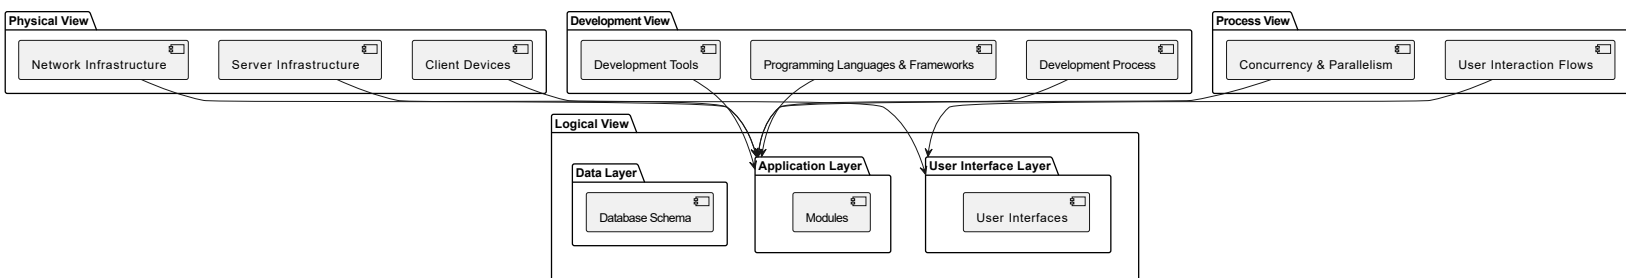 Physical View
Network Infrastructure
Server Infrastructure
Client Devices
Development View
Development Tools
Programming Languages & Frameworks
Development Process
Process View
Concurrency & Parallelism
User Interaction Flows
Logical View
Data Layer
Database Schema
Application Layer
Modules
User Interface Layer
User Interfaces